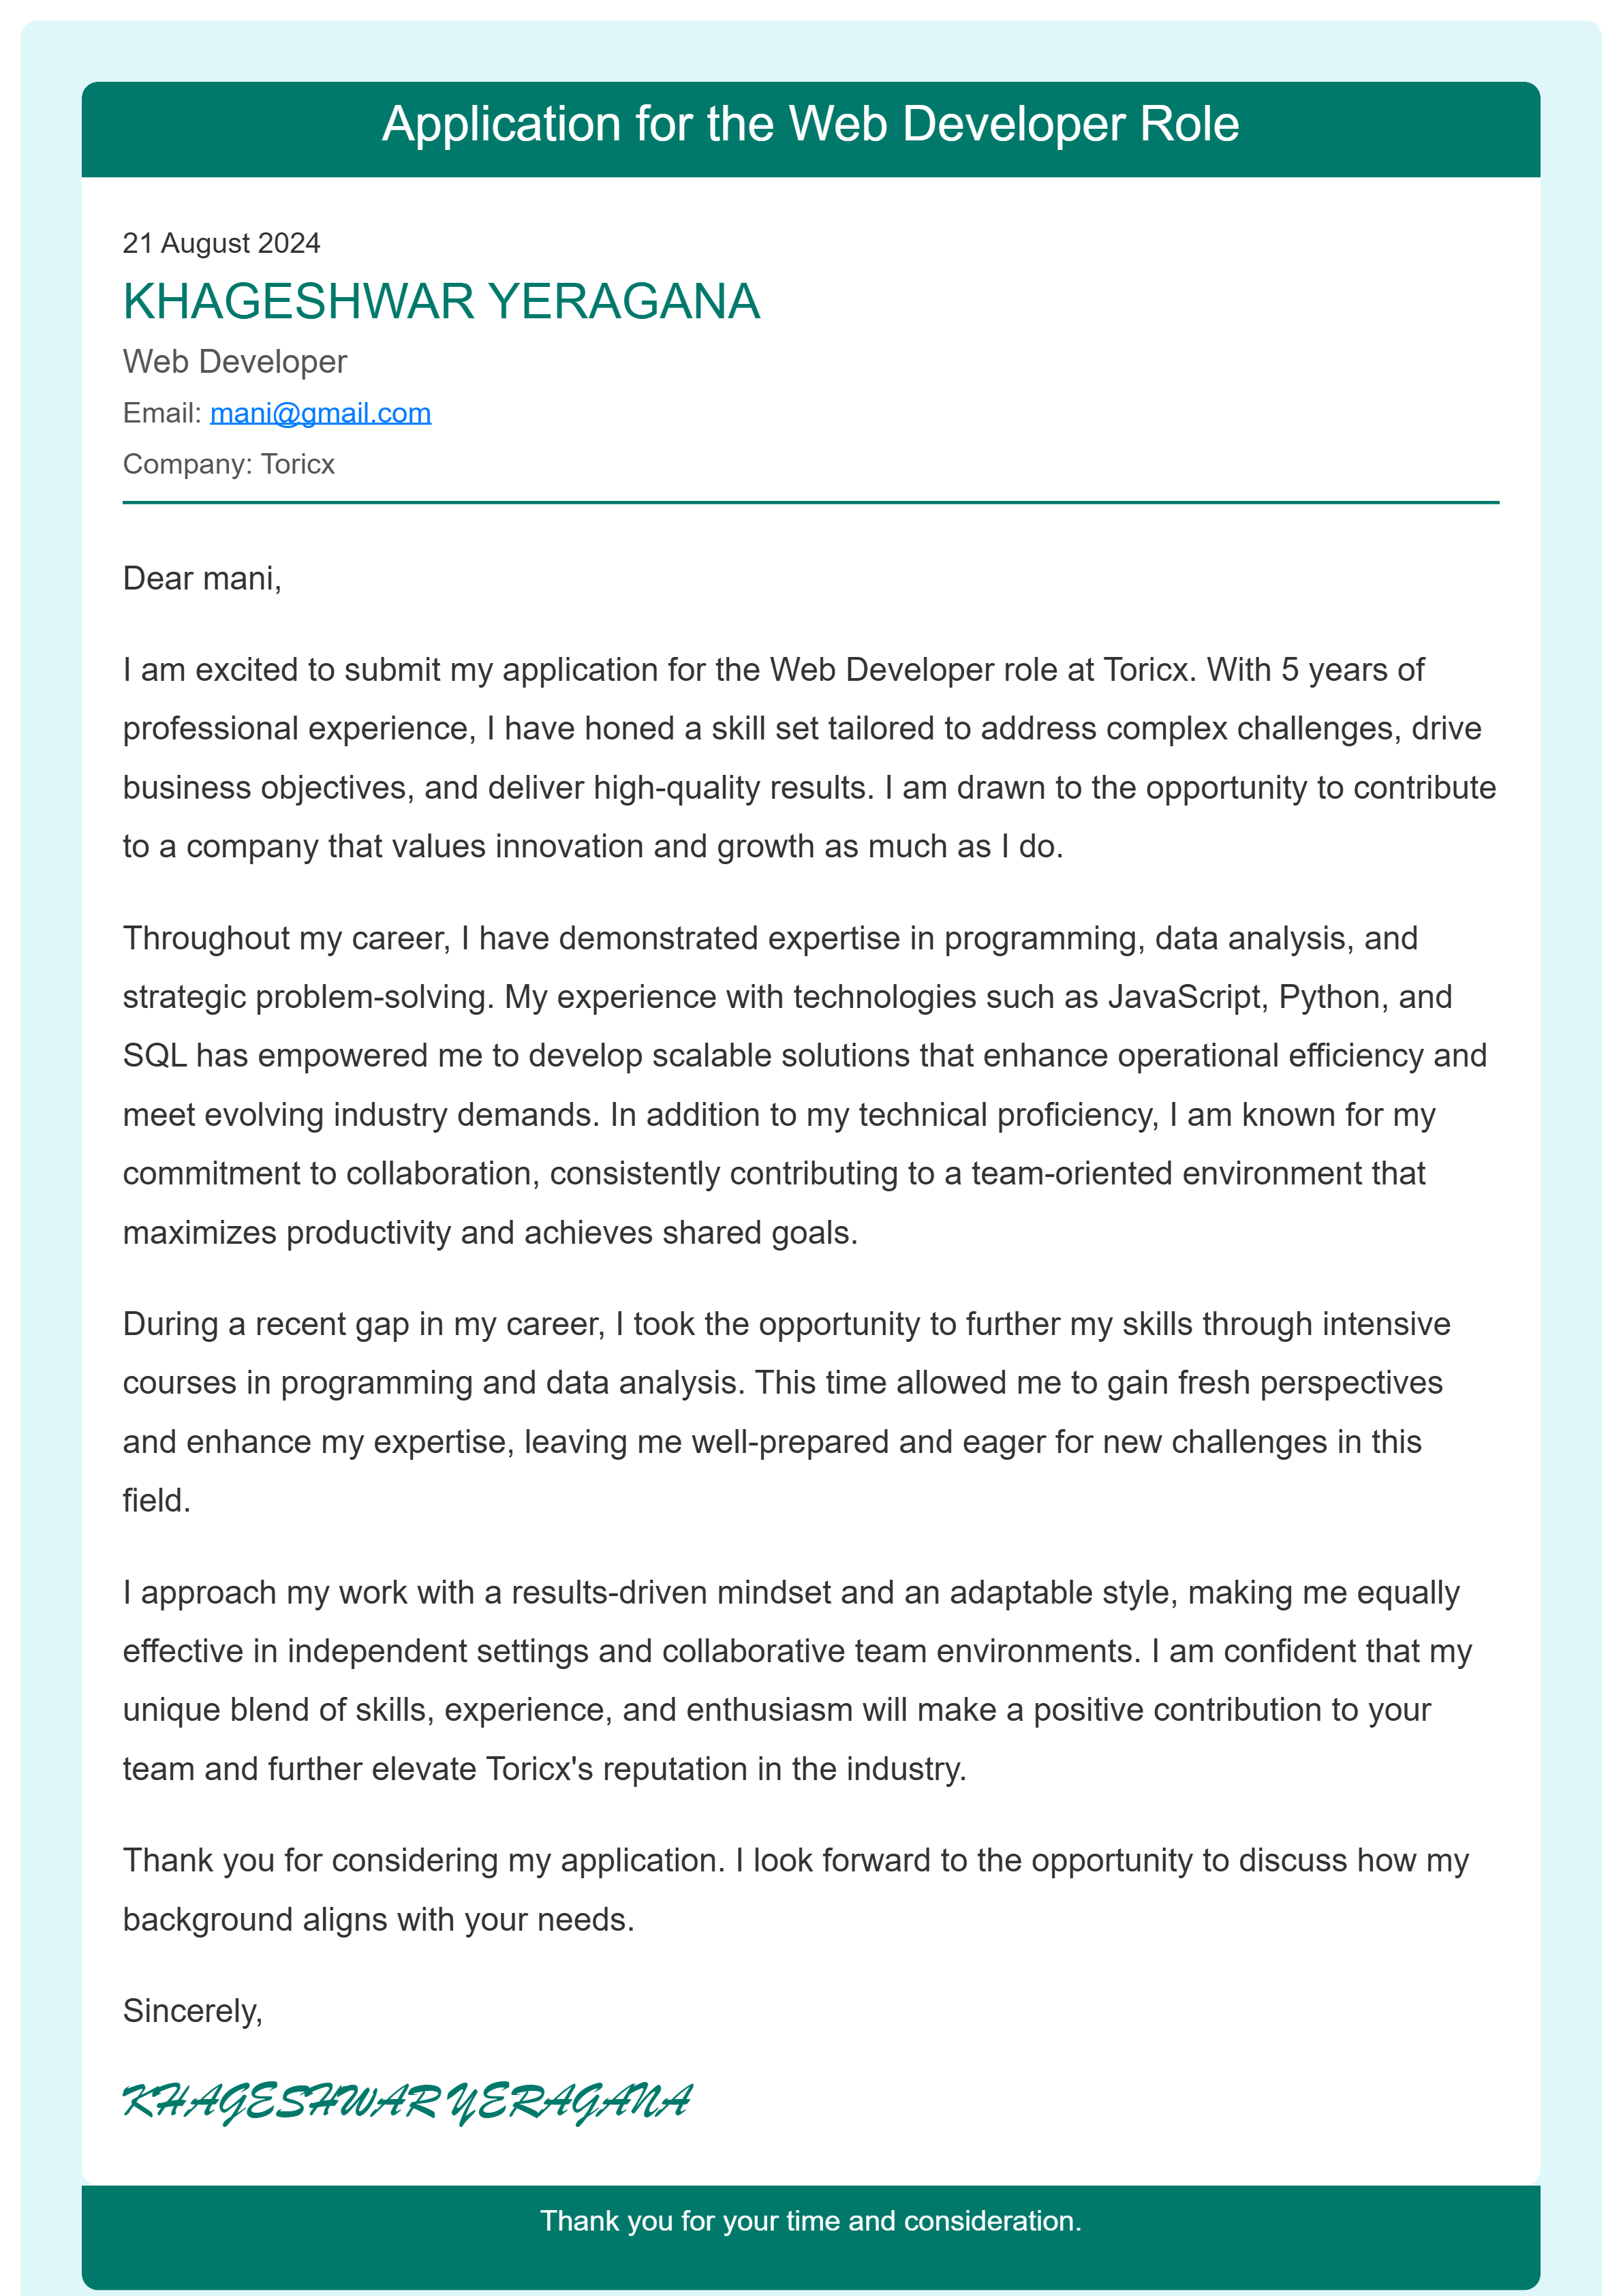 Application for the Web Developer Role
21 August 2024
KHAGESHWAR YERAGANA
Web Developer
Email: mani@gmail.com
Company: Toricx
Dear mani,
I am excited to submit my application for the Web Developer role at Toricx. With 5 years of
professional experience, I have honed a skill set tailored to address complex challenges, drive
business objectives, and deliver high-quality results. I am drawn to the opportunity to contribute
to a company that values innovation and growth as much as I do.
Throughout my career, I have demonstrated expertise in programming, data analysis, and
strategic problem-solving. My experience with technologies such as JavaScript, Python, and
SQL has empowered me to develop scalable solutions that enhance operational efficiency and
meet evolving industry demands. In addition to my technical proficiency, I am known for my
commitment to collaboration, consistently contributing to a team-oriented environment that
maximizes productivity and achieves shared goals.
During a recent gap in my career, I took the opportunity to further my skills through intensive
courses in programming and data analysis. This time allowed me to gain fresh perspectives
and enhance my expertise, leaving me well-prepared and eager for new challenges in this
field.
I approach my work with a results-driven mindset and an adaptable style, making me equally
effective in independent settings and collaborative team environments. I am confident that my
unique blend of skills, experience, and enthusiasm will make a positive contribution to your
team and further elevate Toricx's reputation in the industry.
Thank you for considering my application. I look forward to the opportunity to discuss how my
background aligns with your needs.
Sincerely,
KHAGESHWAR YERAGANA
Thank you for your time and consideration.